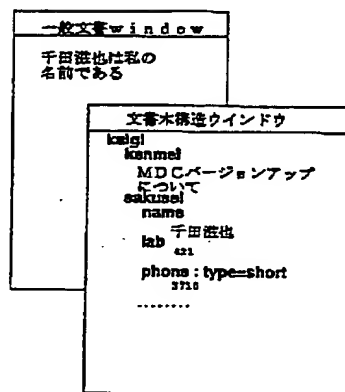 一般文書window
千田滋也は私の
名前である
文書木構造ウインドウ
kaigi
kenmei
MDCバージョンアップ
について
sakusei
name
千田滋也
lab
421
phone : type=short
3710
........